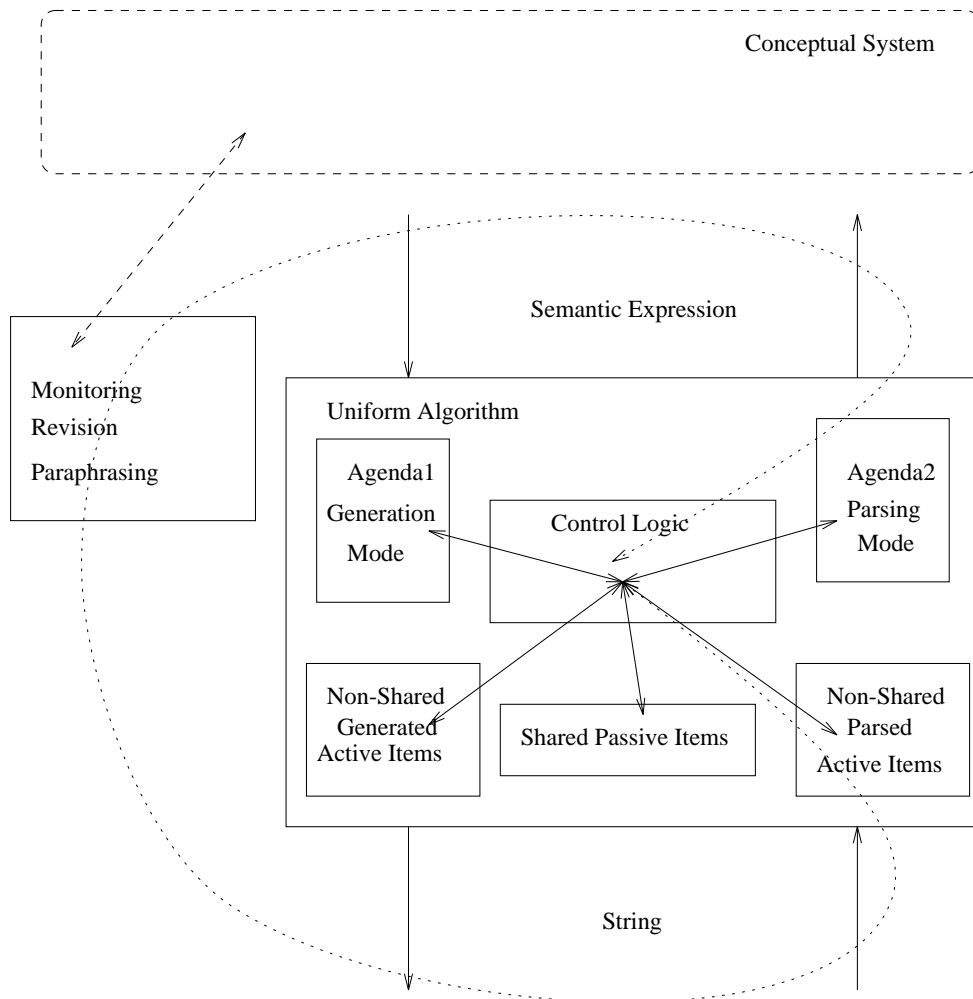 Conceptual System
Semantic Expression
Monitoring
Revision
Paraphrasing
Uniform Algorithm
Agenda1
Generation
Mode
Control Logic
Agenda2
Parsing
Mode
Non-Shared
Generated
Active Items
Shared Passive Items
Non-Shared
Parsed
Active Items
String